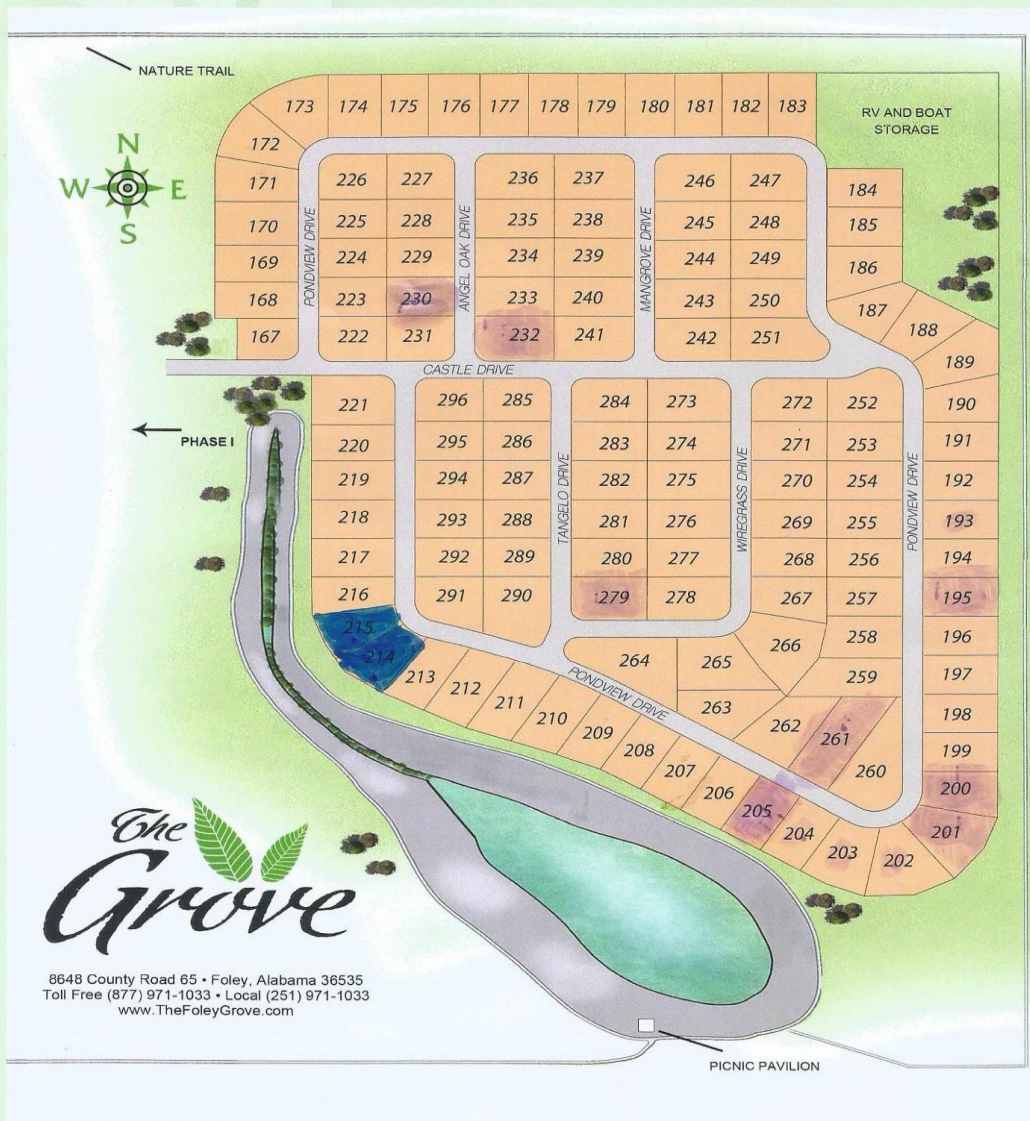 NATURE TRAIL
173 174 175 176 177 178 179 180 181 182 183
RV AND BOAT
STORAGE
172
N
W E
S
171 226 227 236 237 246 247 184
170 225 228 235 238 245 248 185
PONDVIEW DRIVE
ANGEL OAK DRIVE
MANGROVE DRIVE
169 224 229 234 239 244 249 186
168 223 230 233 240 243 250 187
167 222 231 232 241 242 251 188
189
CASTLE DRIVE
221 296 285 284 273 272 252 190
PHASE I
220 295 286 283 274 271 253 191
219 294 287 282 275 270 254 192
TANGELO DRIVE
WIREGRASS DRIVE
PONDVIEW DRIVE
218 293 288 281 276 269 255 193
217 292 289 280 277 268 256 194
216 291 290 279 278 267 257 195
215 266 258 196
214 264 265 259 197
213 212 211 210 209 208 207 206 205 204 203 202
PONDVIEW DRIVE
263 262 261 260
198
199
200
201
The
Grove
8648 County Road 65 • Foley, Alabama 36535
Toll Free (877) 971-1033 • Local (251) 971-1033
www.TheFoleyGrove.com
PICNIC PAVILION